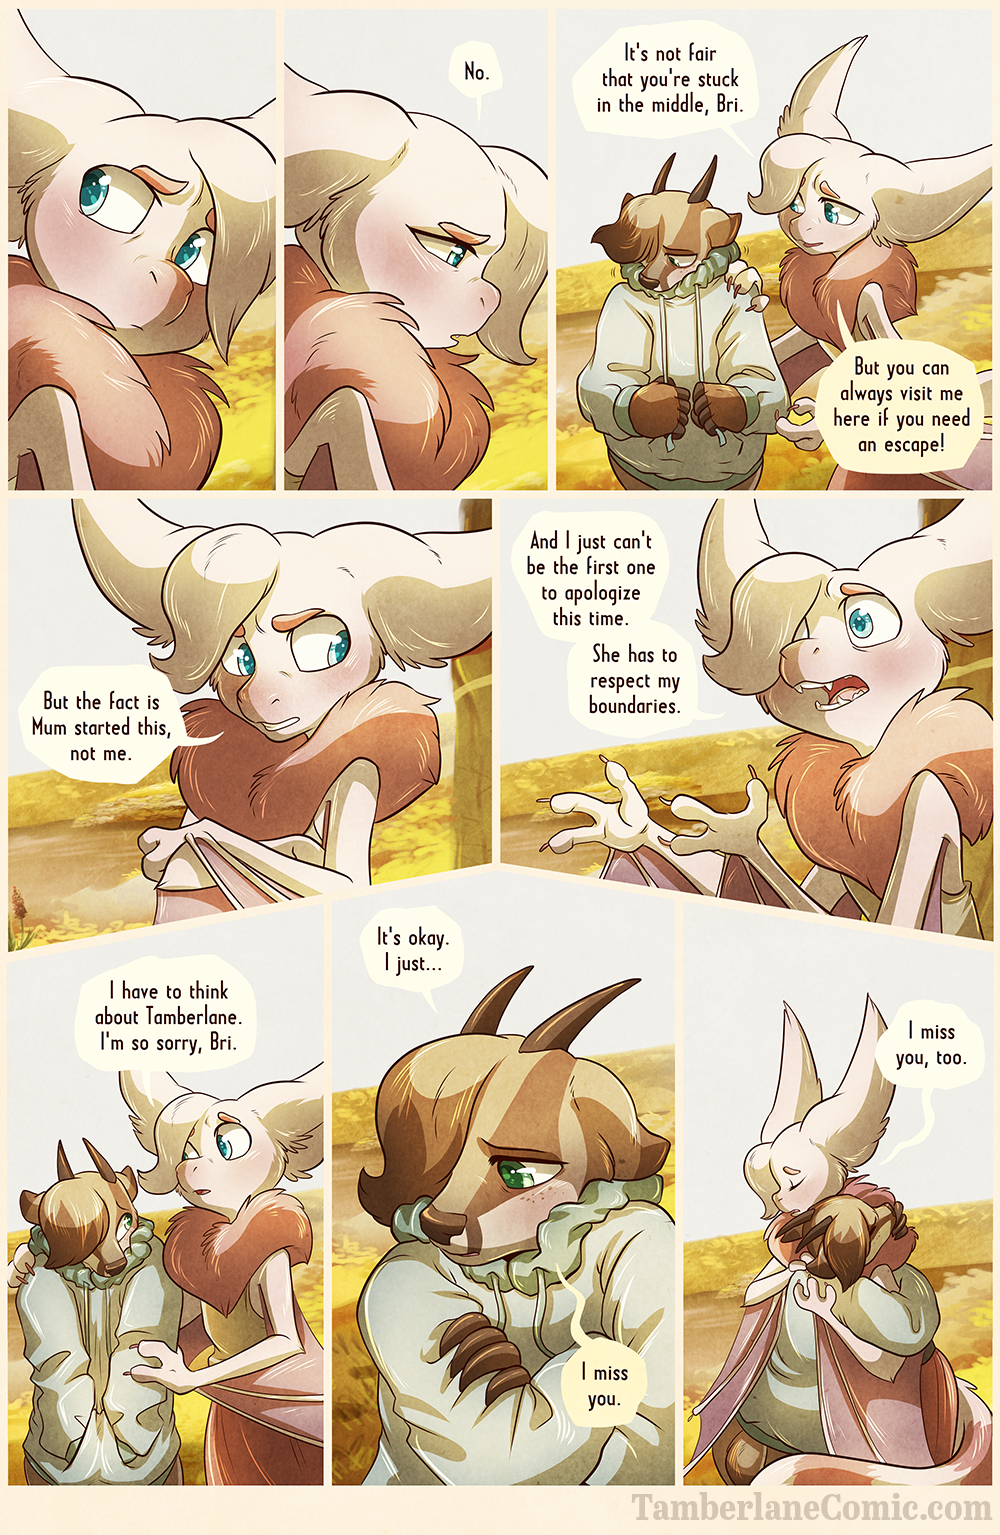 No.
It's not fair
that you're stuck
in the middle, Bri.
But you can
always visit me
here if you need
an escape!
But the fact is
Mum started this,
not me.
And I just can't
be the first one
to apologize
this time.
She has to
respect my
boundaries.
I have to think
about Tamberlane.
I'm so sorry, Bri.
It's okay.
I just...
I miss
you.
I miss
you, too.
TamberlaneComic.com